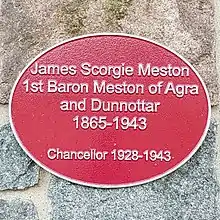 James Scorgie Meston
1st Baron Meston of Agra
and Dunnottar
1865-1943
Chancellor 1928-1943